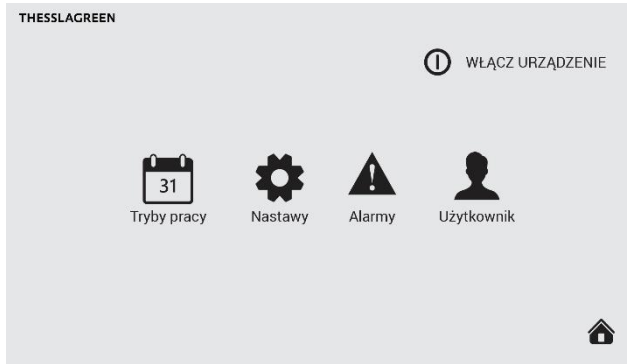 THESSLAGREEN
WŁĄCZ URZĄDZENIE
31
Tryby pracy Nastawy Alarmy Użytkownik